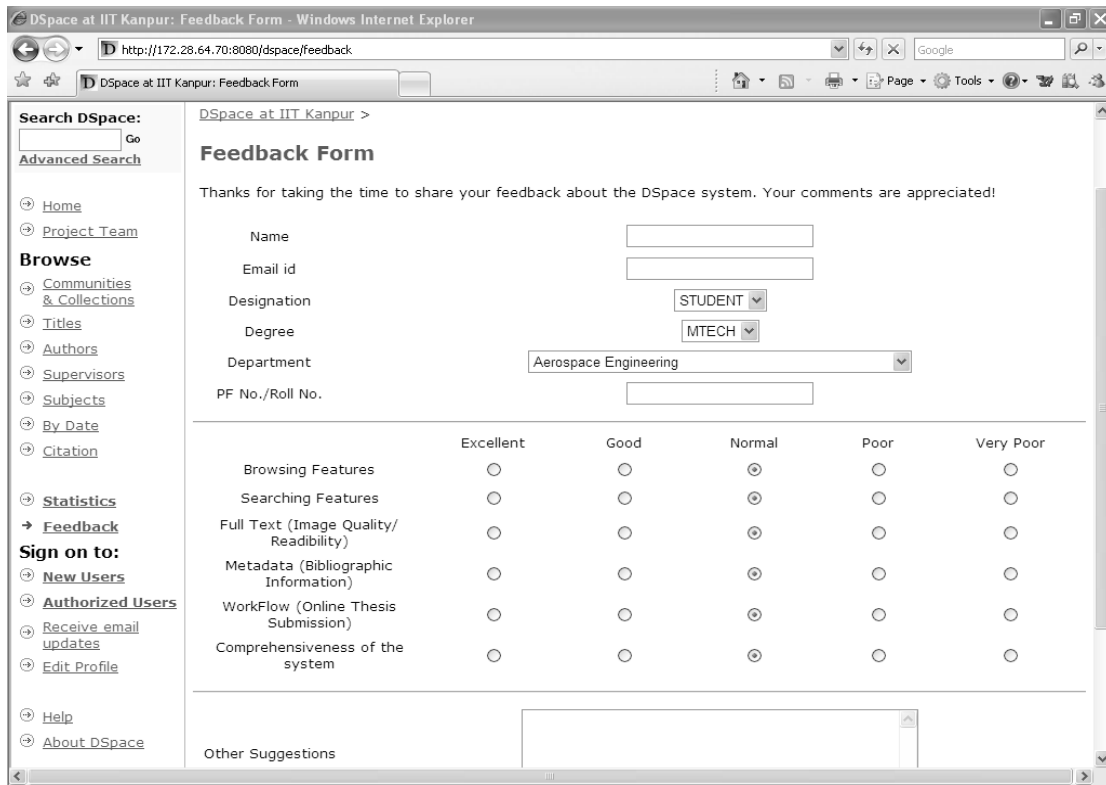 DSpace at IIT Kanpur: Feedback Form - Windows Internet Explorer
http://172.28.64.70:8080/dspace/feedback
Google
DSpace at IIT Kanpur: Feedback Form
Page
Tools
Search DSpace:
Go
Advanced Search
Home
Project Team
Browse
Communities
& Collections
Titles
Authors
Supervisors
Subjects
By Date
Citation
Statistics
Feedback
Sign on to:
New Users
Authorized Users
Receive email
updates
Edit Profile
Help
About DSpace
DSpace at IIT Kanpur >
Feedback Form
Thanks for taking the time to share your feedback about the DSpace system. Your comments are appreciated!
Name
Email id
Designation STUDENT
Degree MTECH
Department Aerospace Engineering
PF No./Roll No.
Excellent Good Normal Poor Very Poor
Browsing Features
Searching Features
Full Text (Image Quality/
Readibility)
Metadata (Bibliographic
Information)
WorkFlow (Online Thesis
Submission)
Comprehensiveness of the
system
Other Suggestions